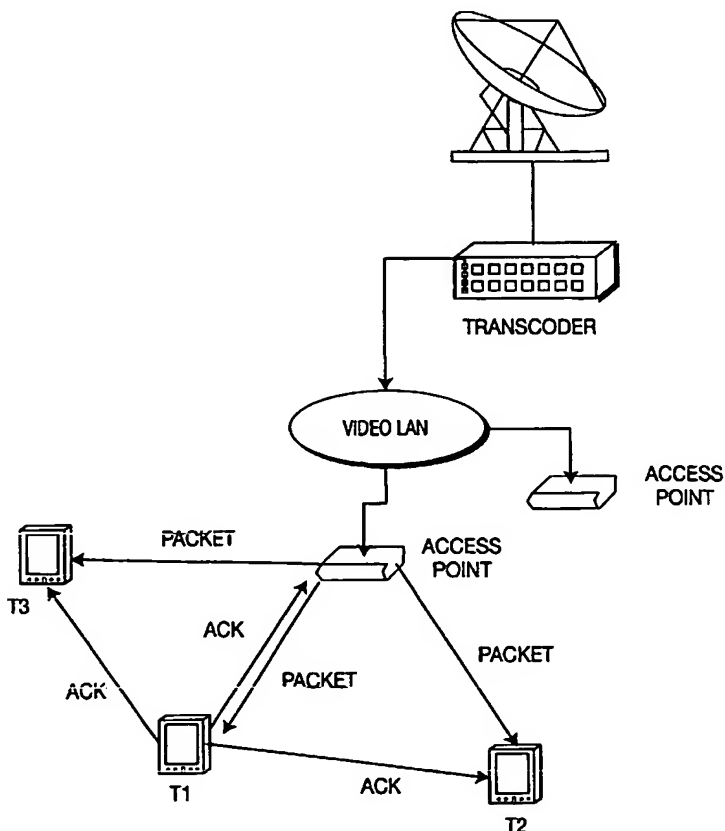 TRANSCODER
VIDEO LAN
ACCESS
POINT
PACKET
ACCESS
POINT
T3
ACK
PACKET
PACKET
ACK
ACK
T1
T2